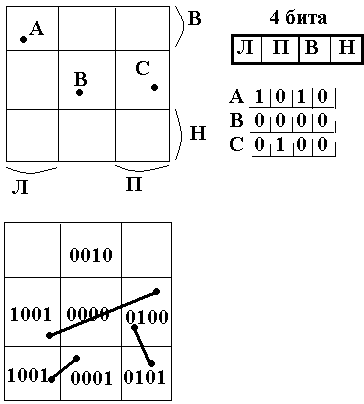 4 бита
Л П В Н
А
В
С
В
Н
Л П
А 1 0 1 0
В 0 0 0 0
С 0 1 0 0
0010
1001 0000 0100
1001 0001 0101